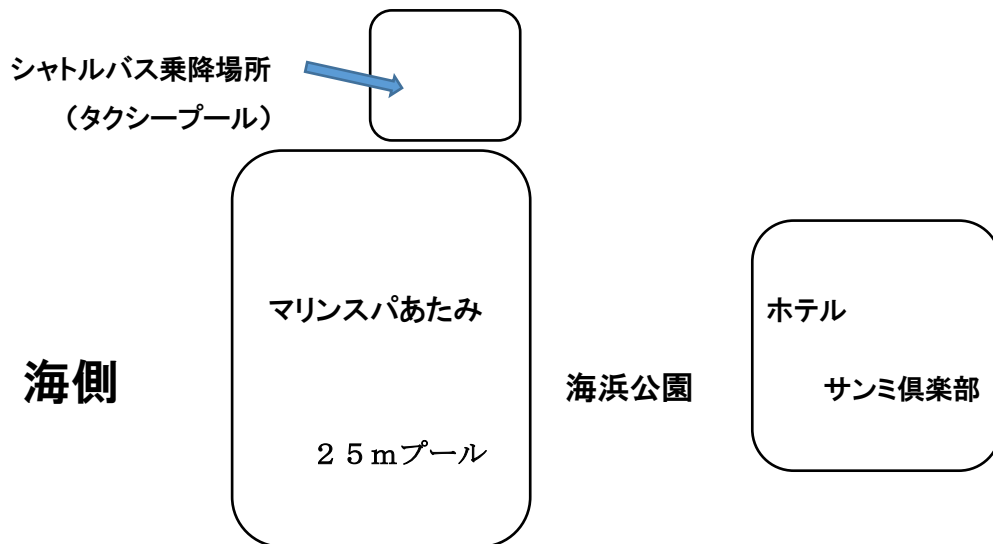 シャトルバス乗降場所
（タクシープール）
マリンスパあたみ
ホテル
海側
海浜公園
サンミ倶楽部
２５ｍプール